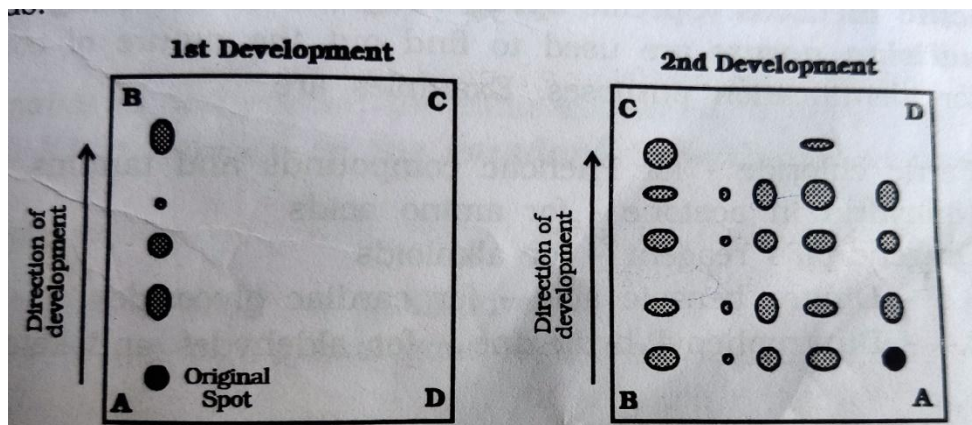 1st Development
B
C
Direction of
development
Original
Spot
A
D
2nd Development
C
D
Direction of
development
B
A